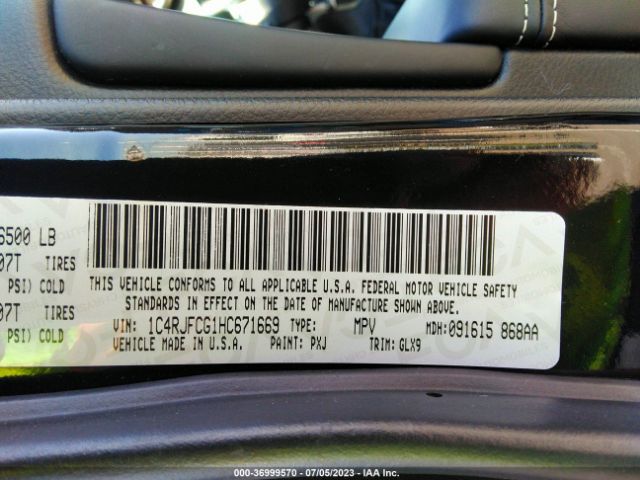 6500 LB
07T TIRES
PSI) COLD
07T TIRES
PSI) COLD
THIS VEHICLE CONFORMS TO ALL APPLICABLE U.S.A. FEDERAL MOTOR VEHICLE SAFETY
STANDARDS IN EFFECT ON THE DATE OF MANUFACTURE SHOWN ABOVE.
VIN: 1C4RJFCG1HC671669 TYPE: MPV MDH:091615 868AA
VEHICLE MADE IN U.S.A. PAINT: PXJ TRIM: GLX9
000-36999570 - 07/05/2023 - IAA Inc.